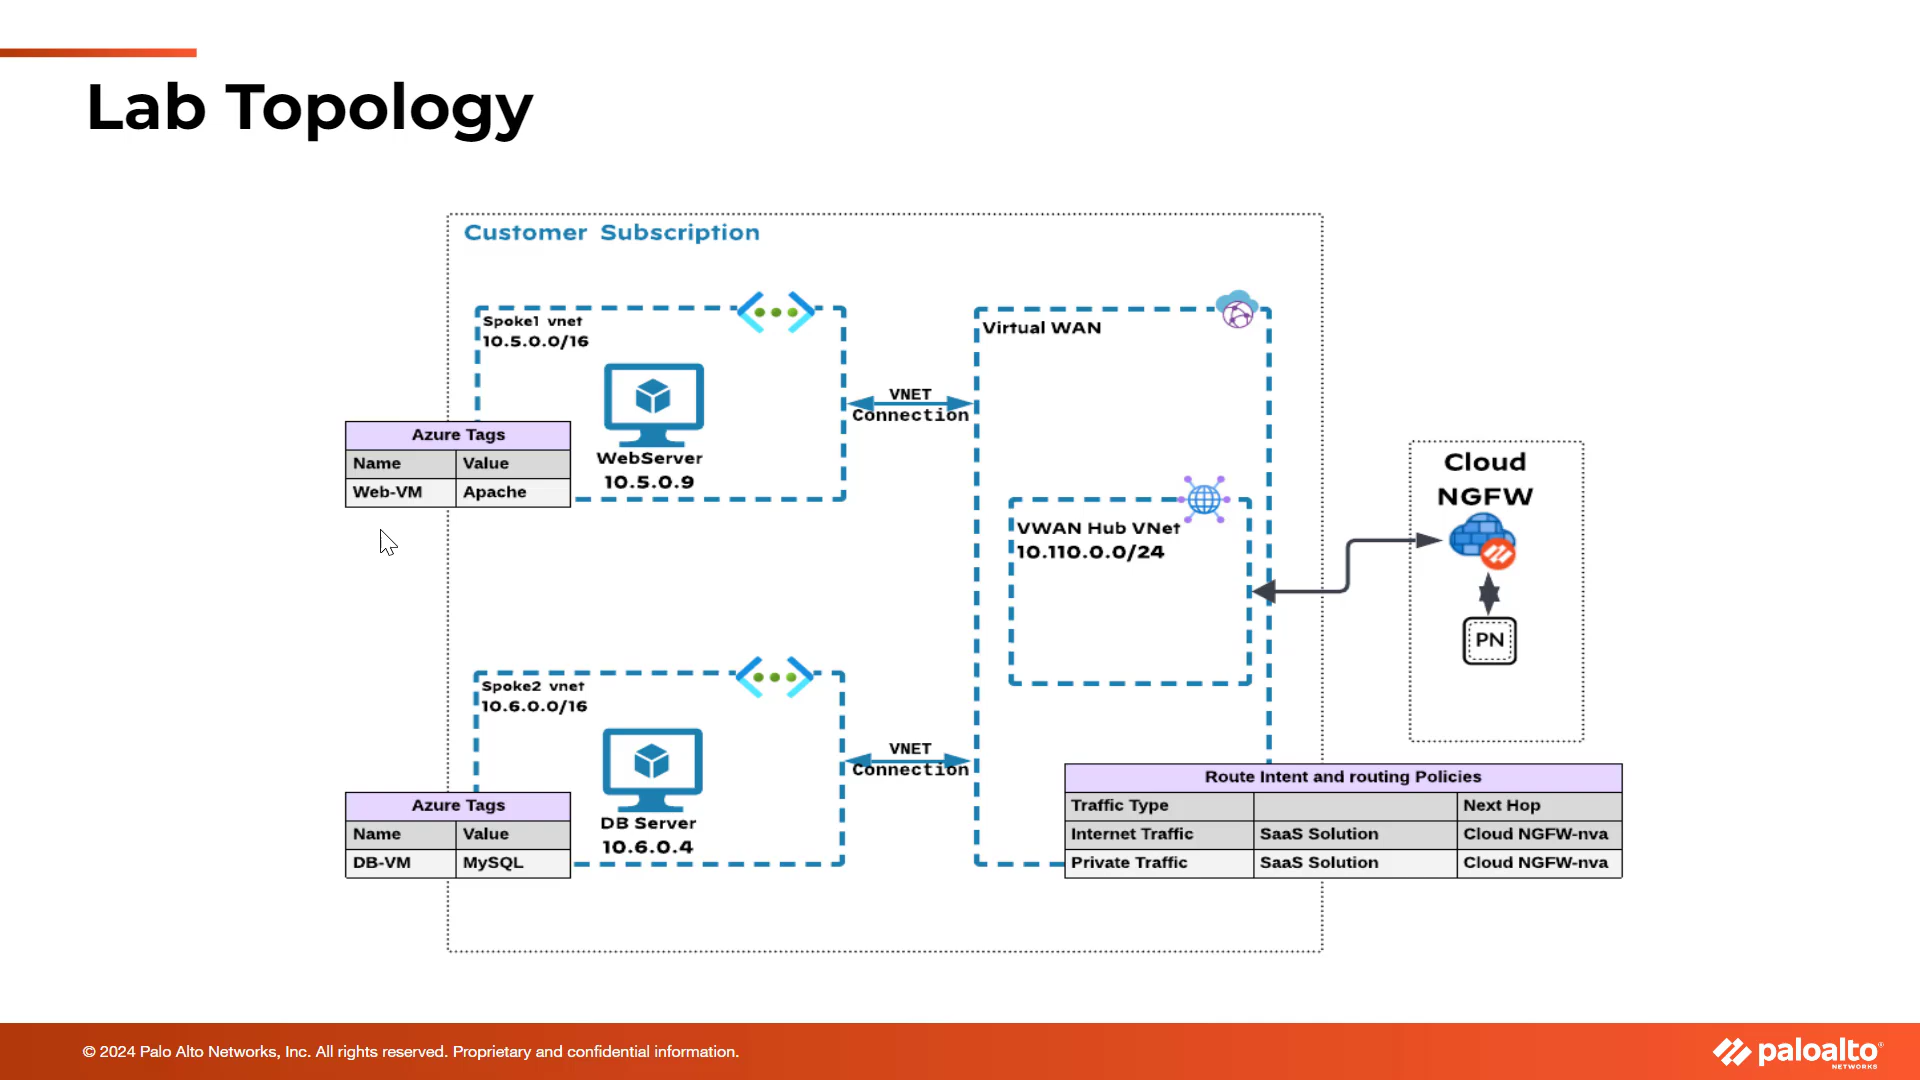 Lab Topology
Customer Subscription
Spoke1 vnet
10.5.0.0/16
WebServer
10.5.0.9
Azure Tags
Name Value
Web-VM Apache
VNET
Connection
Virtual WAN
VWAN Hub VNet
10.110.0.0/24
Cloud
NGFW
PN
Spoke2 vnet
10.6.0.0/16
DB Server
10.6.0.4
Azure Tags
Name Value
DB-VM MySQL
VNET
Connection
Route Intent and routing Policies
Traffic Type Next Hop
Internet Traffic SaaS Solution Cloud NGFW-nva
Private Traffic SaaS Solution Cloud NGFW-nva
© 2024 Palo Alto Networks, Inc. All rights reserved. Proprietary and confidential information.
paloalto®
NETWORKS